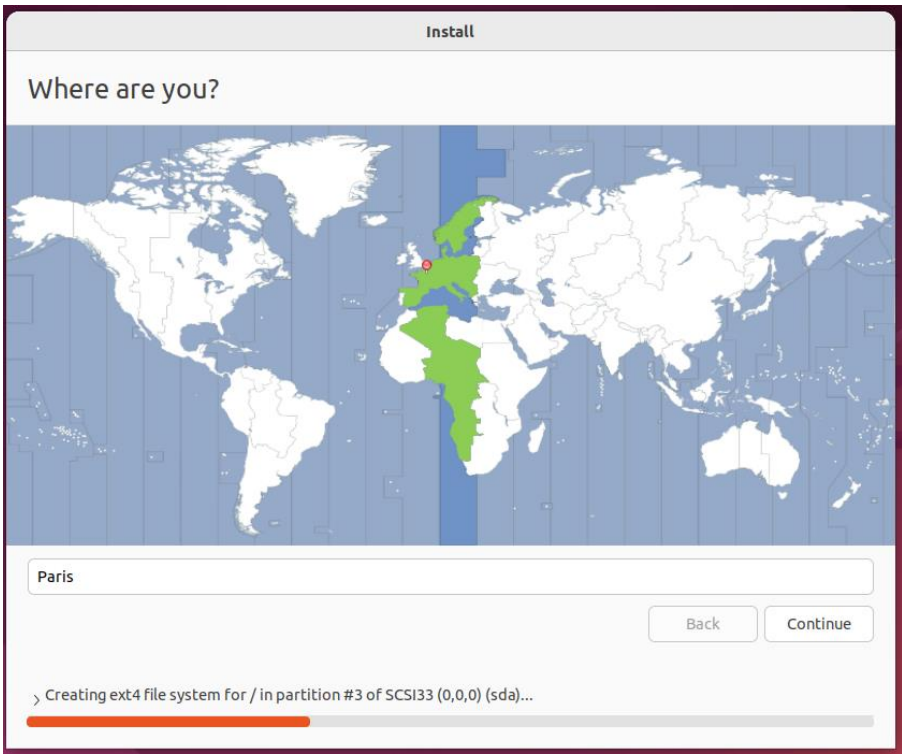 Install
Where are you?
Paris
Back
Continue
Creating ext4 file system for / in partition #3 of SCSI33 (0,0,0) (sda)...